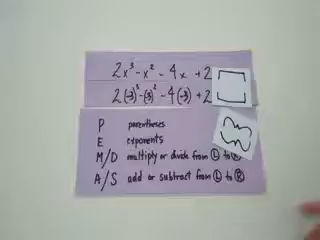 2x³ - x² - 4x + 2
2(-3)³ - (-3)² - 4(-3) + 2
[ ]
{ }
P parentheses
E exponents
M/D multiply or divide from Ⓛ to Ⓡ
A/S add or subtract from Ⓛ to Ⓡ